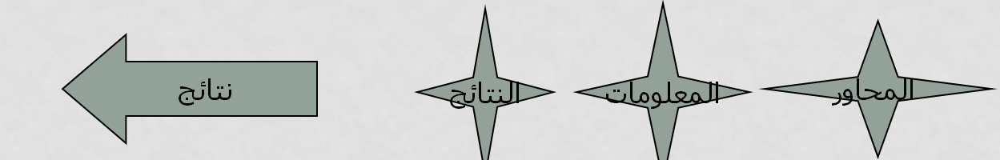 المحاور
المعلومات
النتائج
نتائج